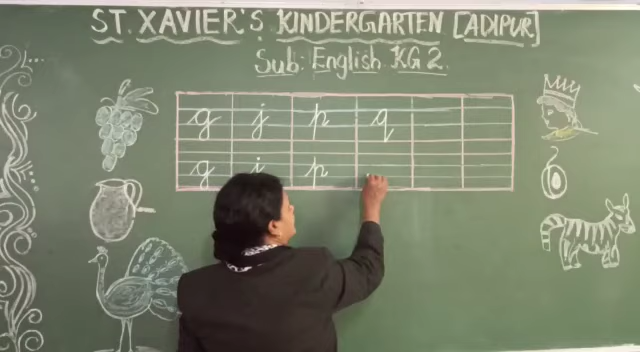 ST. XAVIER'S KINDERGARTEN [ADIPUR]
Sub: English KG 2.
g j p q
g j p